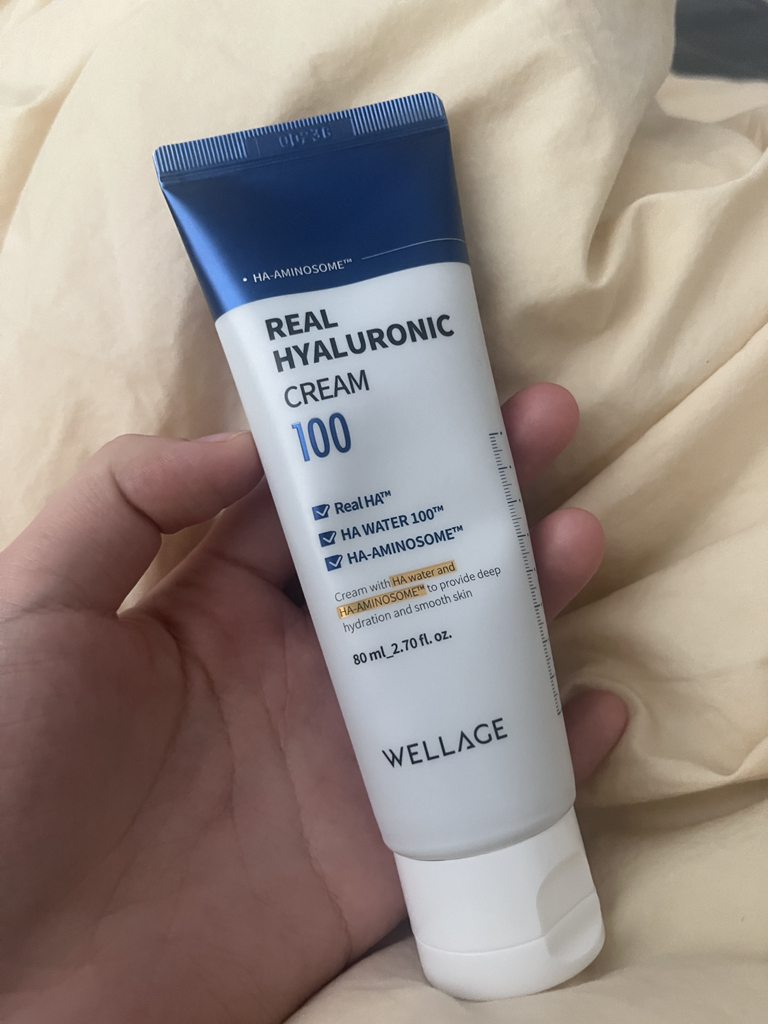 • HA-AMINOSOME™
REAL
HYALURONIC
CREAM
100
Real HA™
HA WATER 100™
HA-AMINOSOME™
Cream with HA water and
HA-AMINOSOME™ to provide deep
hydration and smooth skin
80 ml_2.70 fl. oz.
WELLAGE